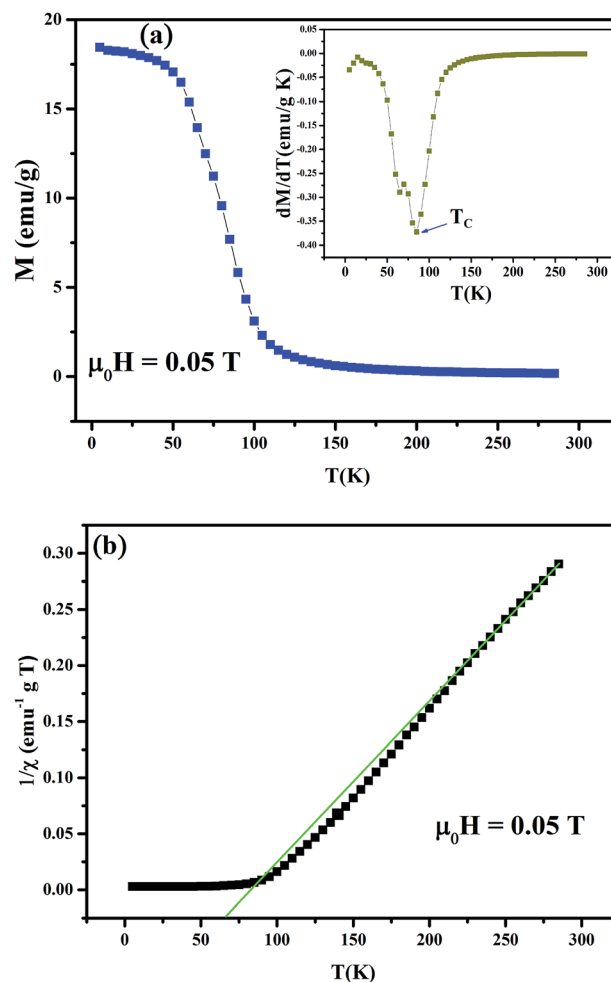 (a)
M (emu/g)
20
15
10
5
0
0 50 100 150 200 250 300
T(K)
μ₀H = 0.05 T
dM/dT(emu/g K)
0.00
-0.05
-0.10
-0.15
-0.20
-0.25
-0.30
-0.35
-0.40
0 50 100 150 200 250 300
T(K)
T_C
(b)
1/χ (emu⁻¹ g T)
0.30
0.25
0.20
0.15
0.10
0.05
0.00
0 50 100 150 200 250 300
T(K)
μ₀H = 0.05 T